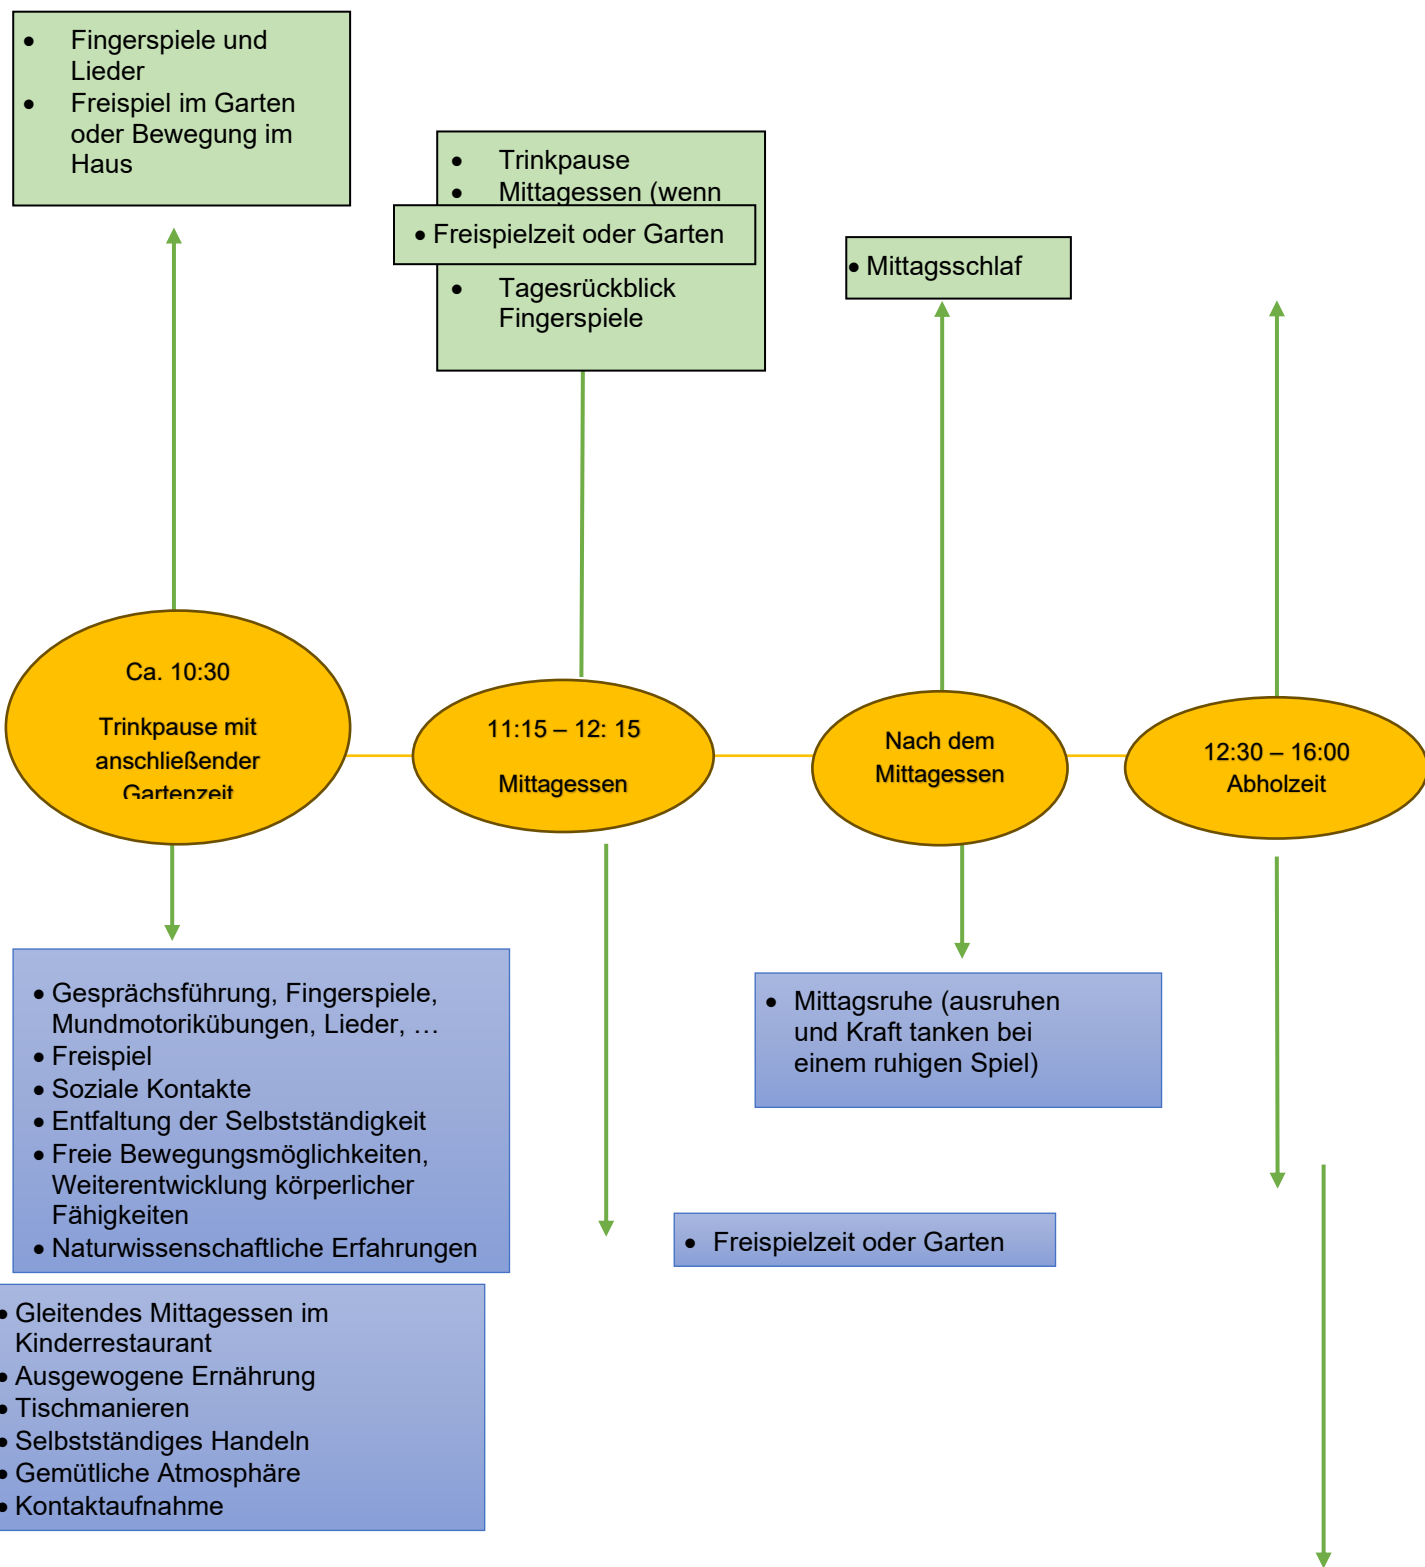 • Fingerspiele und
Lieder
• Freispiel im Garten
oder Bewegung im
Haus
• Trinkpause
• Mittagessen (wenn
• Freispielzeit oder Garten
• Tagesrückblick
Fingerspiele
• Mittagsschlaf
Ca. 10:30
Trinkpause mit
anschließender
Gartenzeit
11:15 – 12: 15
Mittagessen
Nach dem
Mittagessen
12:30 – 16:00
Abholzeit
• Gesprächsführung, Fingerspiele,
Mundmotorikübungen, Lieder, …
• Freispiel
• Soziale Kontakte
• Entfaltung der Selbstständigkeit
• Freie Bewegungsmöglichkeiten,
Weiterentwicklung körperlicher
Fähigkeiten
• Naturwissenschaftliche Erfahrungen
• Mittagsruhe (ausruhen
und Kraft tanken bei
einem ruhigen Spiel)
• Freispielzeit oder Garten
• Gleitendes Mittagessen im
Kinderrestaurant
• Ausgewogene Ernährung
• Tischmanieren
• Selbstständiges Handeln
• Gemütliche Atmosphäre
• Kontaktaufnahme